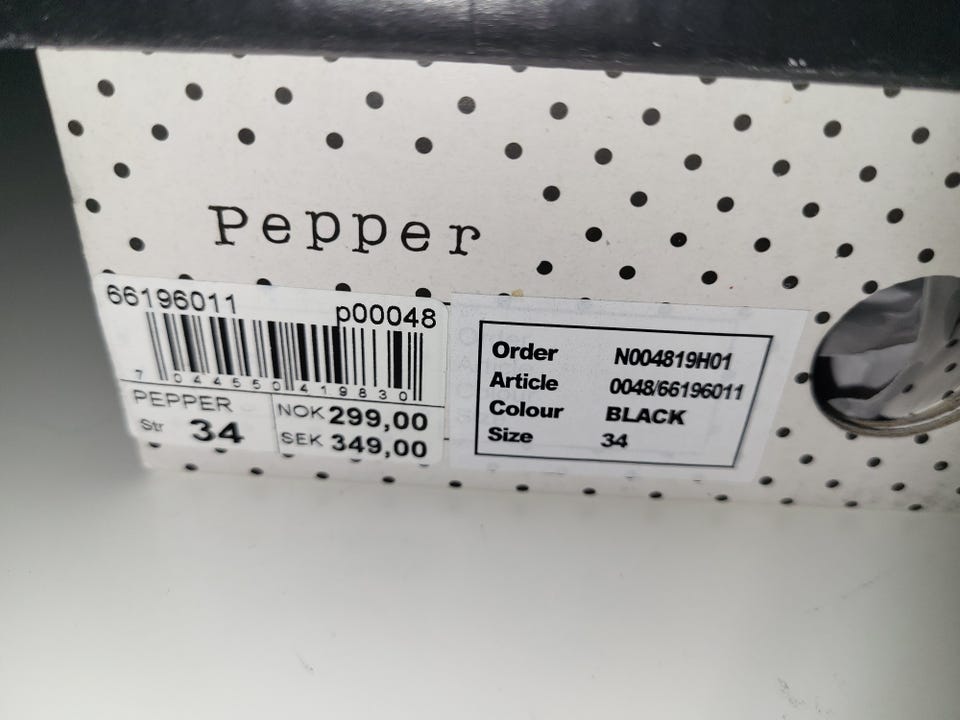 Pepper
66196011
p00048
7 044550 419830
PEPPER
Str 34
NOK 299,00
SEK 349,00
Order N004819H01
Article 0048/66196011
Colour BLACK
Size 34